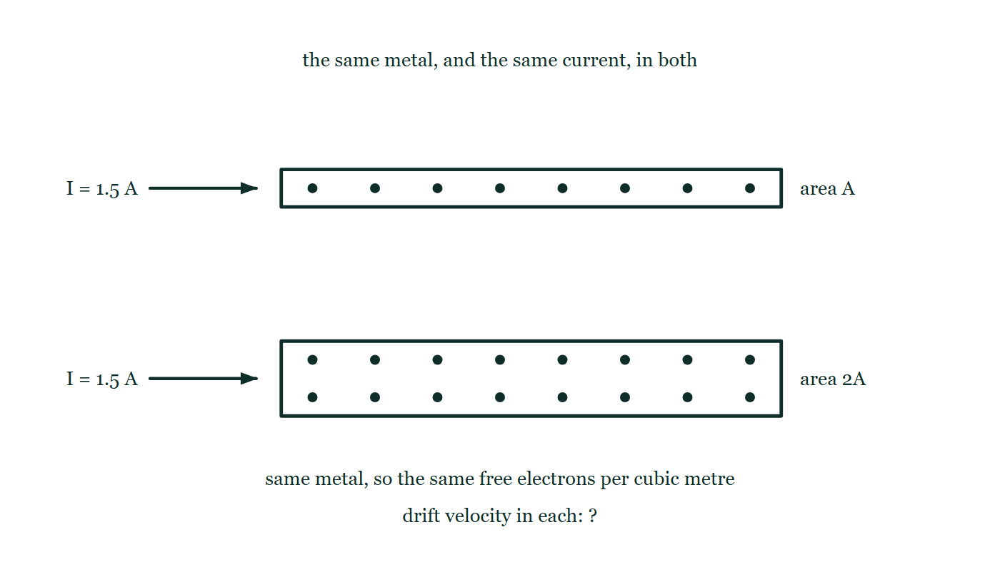 the same metal, and the same current, in both
I = 1.5 A
area A
I = 1.5 A
area 2A
same metal, so the same free electrons per cubic metre
drift velocity in each: ?